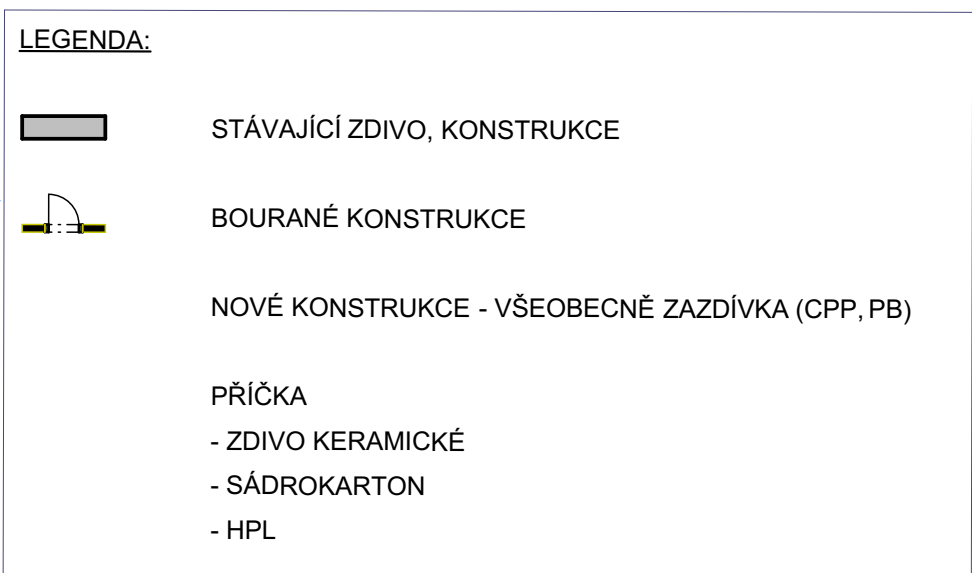 LEGENDA:
STÁVAJÍCÍ ZDIVO, KONSTRUKCE
BOURANÉ KONSTRUKCE
NOVÉ KONSTRUKCE - VŠEOBECNĚ ZAZDÍVKA (CPP, PB)
PŘÍČKA
- ZDIVO KERAMICKÉ
- SÁDROKARTON
- HPL